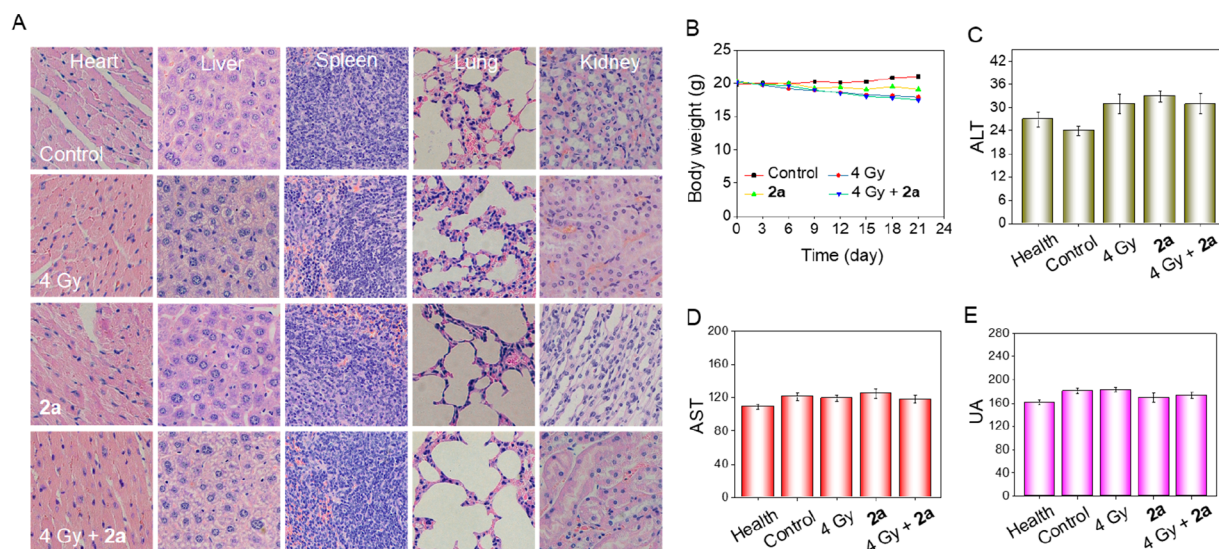 A
Heart Liver Spleen Lung Kidney
Control
4 Gy
2a
4 Gy + 2a
B
Body weight (g)
25
20
15
10
5
0
Control 4 Gy
2a 4 Gy + 2a
0 3 6 9 12 15 18 21 24
Time (day)
C
ALT
42
36
30
24
18
12
6
0
Health Control 4 Gy 2a 4 Gy + 2a
D
AST
200
160
120
80
40
0
Health Control 4 Gy 2a 4 Gy + 2a
E
UA
280
240
200
160
120
80
40
0
Health Control 4 Gy 2a 4 Gy + 2a